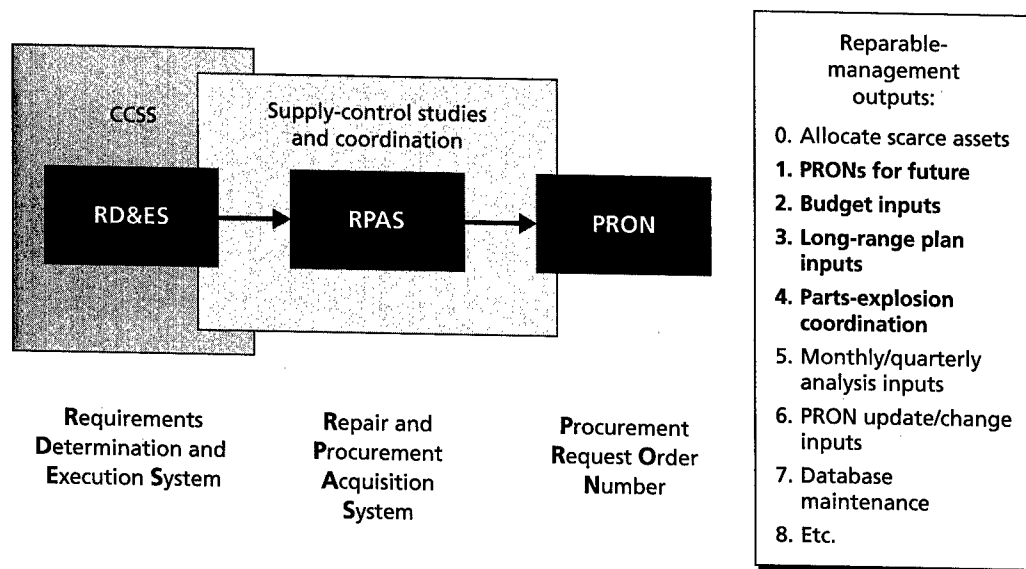 CCSS
Supply-control studies
and coordination
RD&ES
RPAS
PRON
Requirements
Determination and
Execution System
Repair and
Procurement
Acquisition
System
Procurement
Request Order
Number
Reparable-
management
outputs:
0. Allocate scarce assets
1. PRONs for future
2. Budget inputs
3. Long-range plan
inputs
4. Parts-explosion
coordination
5. Monthly/quarterly
analysis inputs
6. PRON update/change
inputs
7. Database
maintenance
8. Etc.